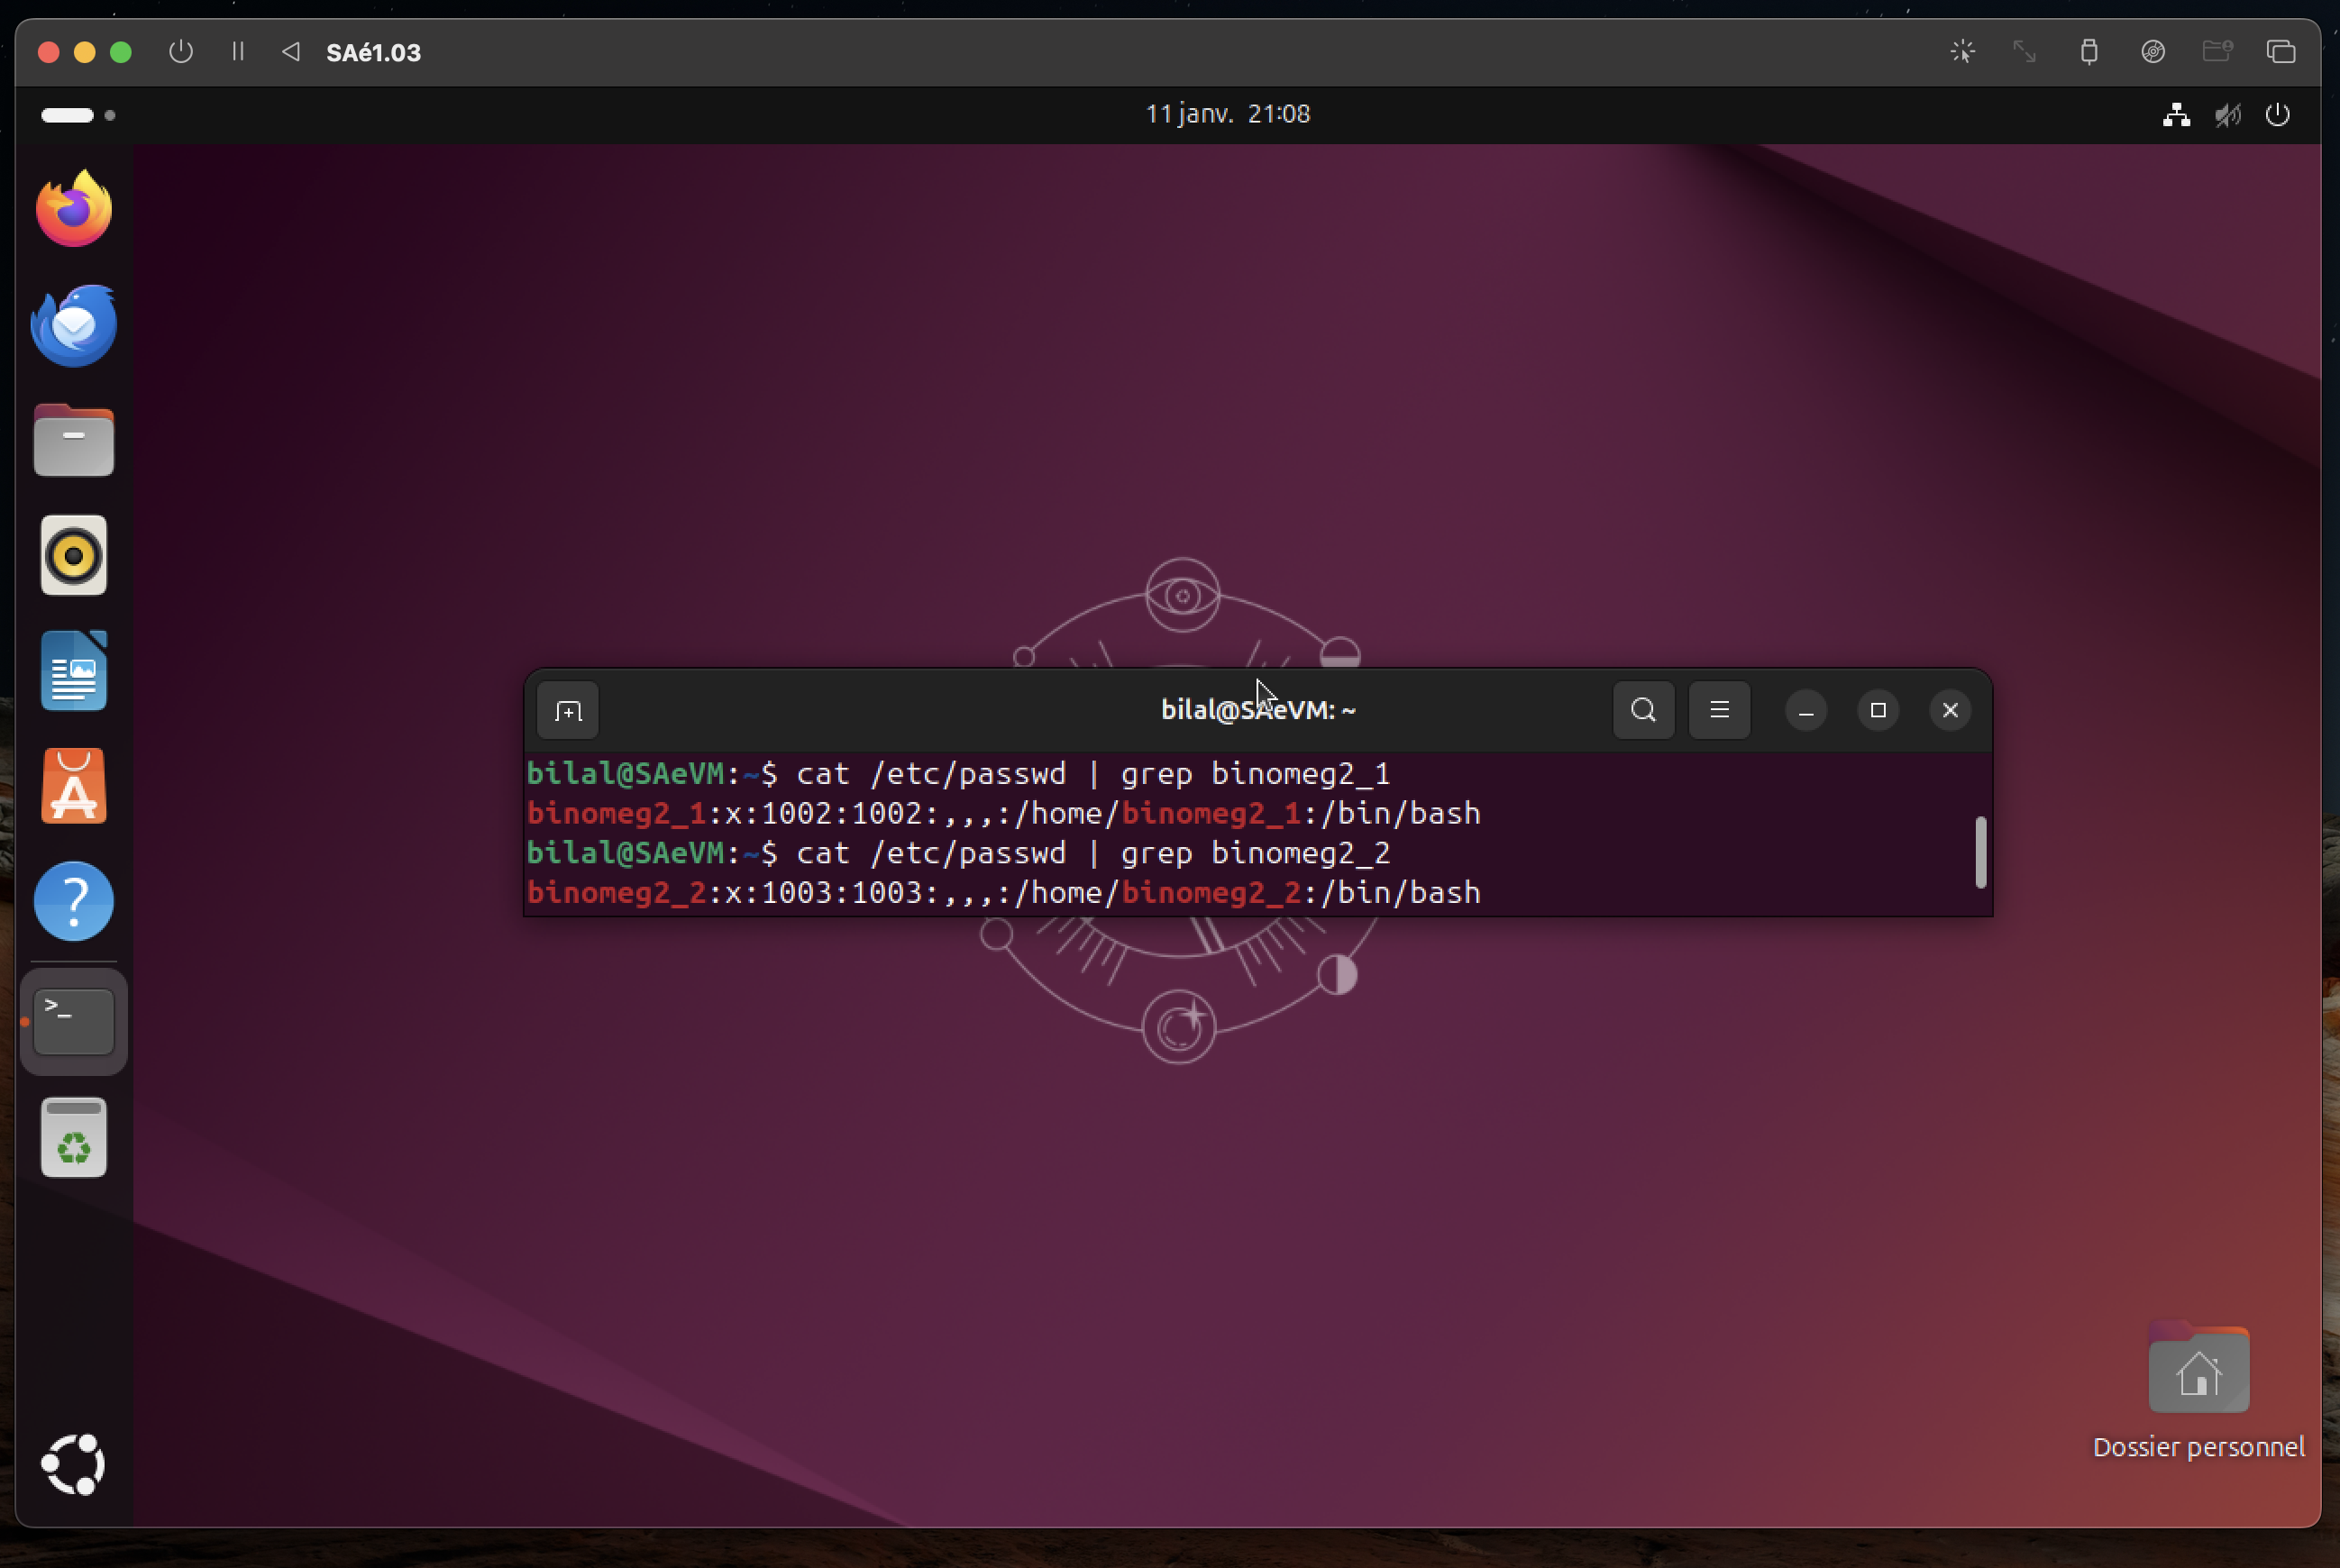 SAé1.03
11 janv. 21:08
bilal@SAeVM: ~
bilal@SAeVM:~$ cat /etc/passwd | grep binomeg2_1
binomeg2_1:x:1002:1002:,,,:/home/binomeg2_1:/bin/bash
bilal@SAeVM:~$ cat /etc/passwd | grep binomeg2_2
binomeg2_2:x:1003:1003:,,,:/home/binomeg2_2:/bin/bash
Dossier personnel